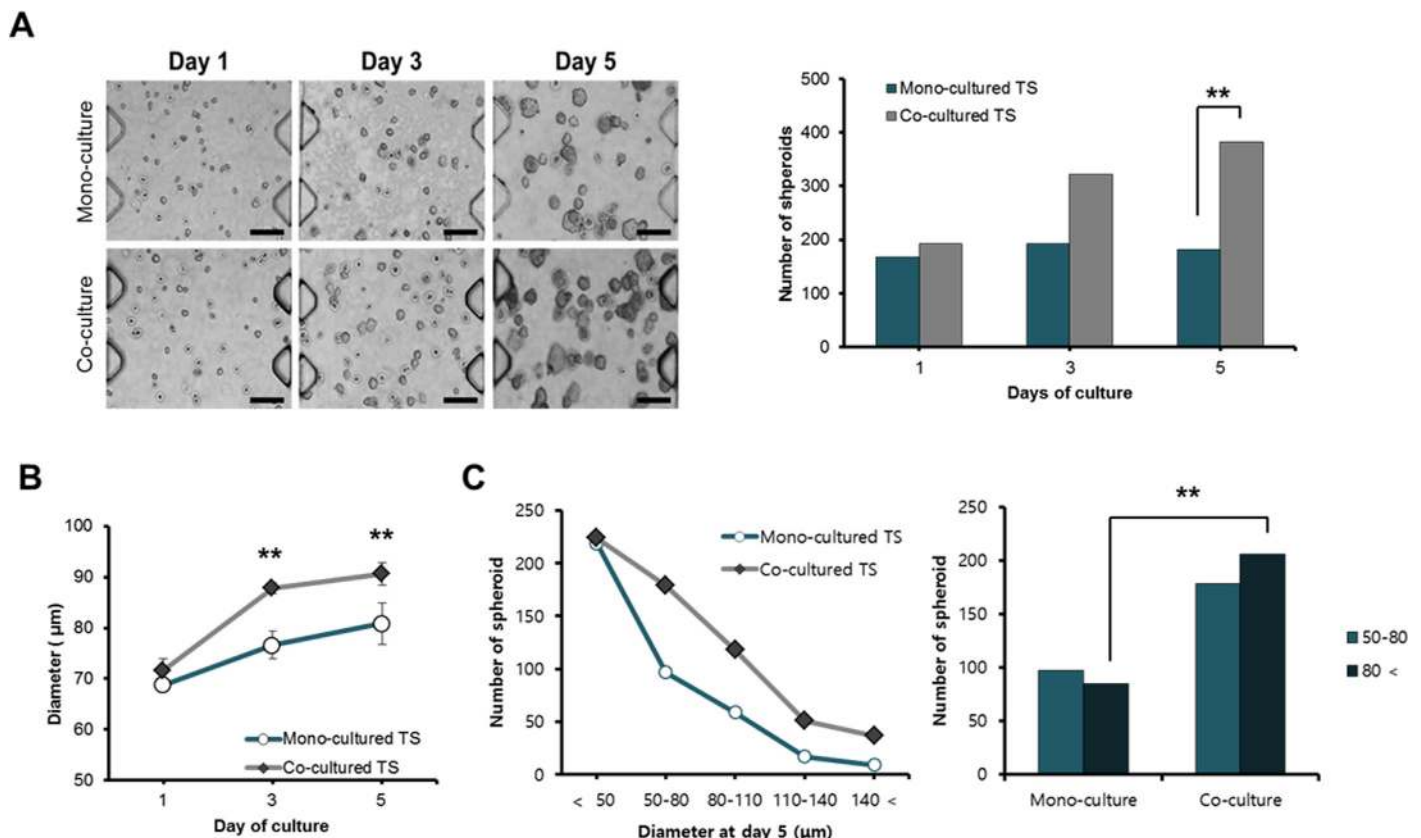 A
Day 1
Day 3
Day 5
Mono-culture
Co-culture
500
400
300
200
100
0
Number of shperoids
Mono-cultured TS
Co-cultured TS
**
1
3
5
Days of culture
B
100
90
80
70
60
50
Diameter ( μm)
**
**
Mono-cultured TS
Co-cultured TS
1
3
5
Day of culture
C
250
200
150
100
50
0
Number of spheroid
Mono-cultured TS
Co-cultured TS
< 50
50-80
80-110
110-140
140 <
Diameter at day 5 (μm)
250
200
150
100
50
0
Number of spheroid
**
Mono-culture
Co-culture
50-80
80 <